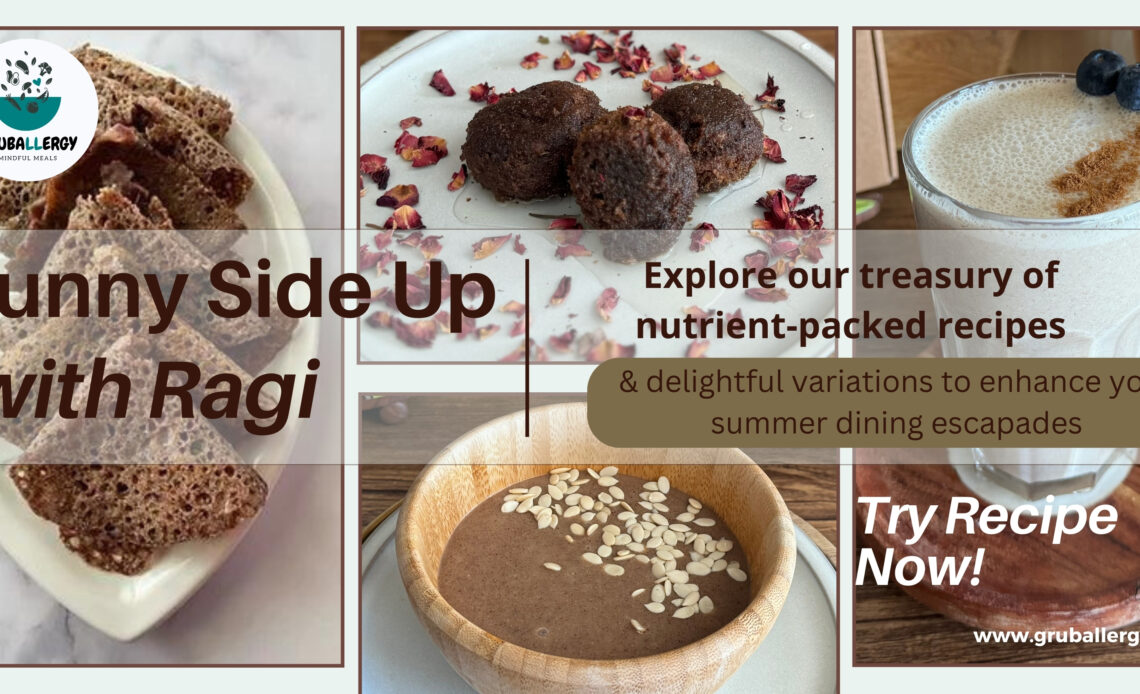 UBALLERGY
MINDFUL MEALS
unny Side Up
with Ragi
Explore our treasury of
nutrient-packed recipes
& delightful variations to enhance yo
summer dining escapades
Try Recipe
Now!
www.gruballerg